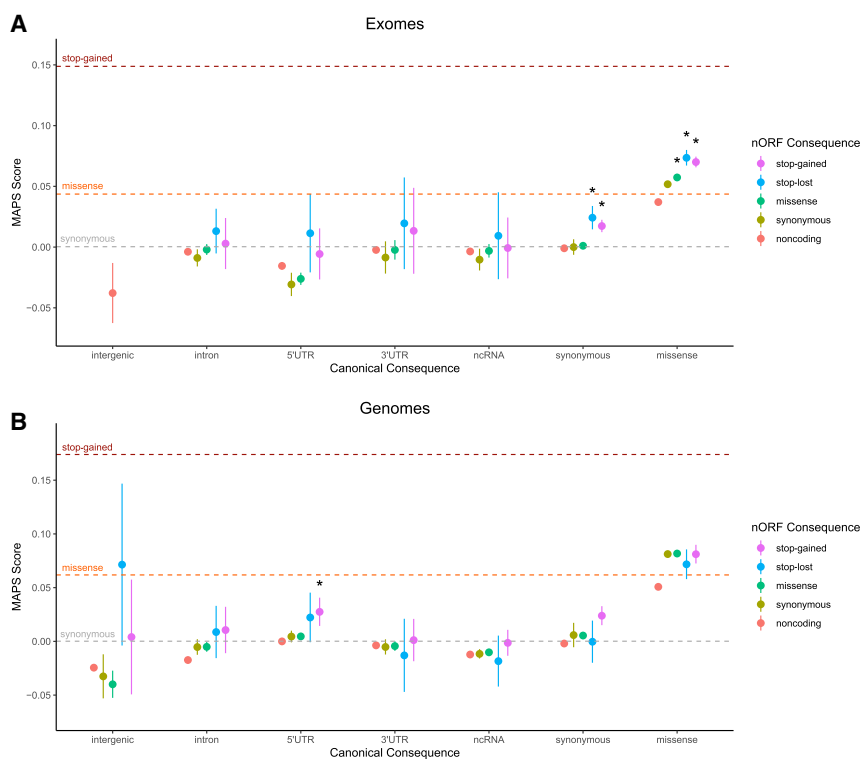 A
Exomes
stop-gained
missense
synonymous
0.15
0.10
0.05
0.00
−0.05
MAPS Score
*
*
*
*
*
intergenic intron 5'UTR 3'UTR ncRNA synonymous missense
Canonical Consequence
nORF Consequence
stop-gained
stop-lost
missense
synonymous
noncoding
B
Genomes
stop-gained
missense
synonymous
0.15
0.10
0.05
0.00
−0.05
MAPS Score
*
intergenic intron 5'UTR 3'UTR ncRNA synonymous missense
Canonical Consequence
nORF Consequence
stop-gained
stop-lost
missense
synonymous
noncoding